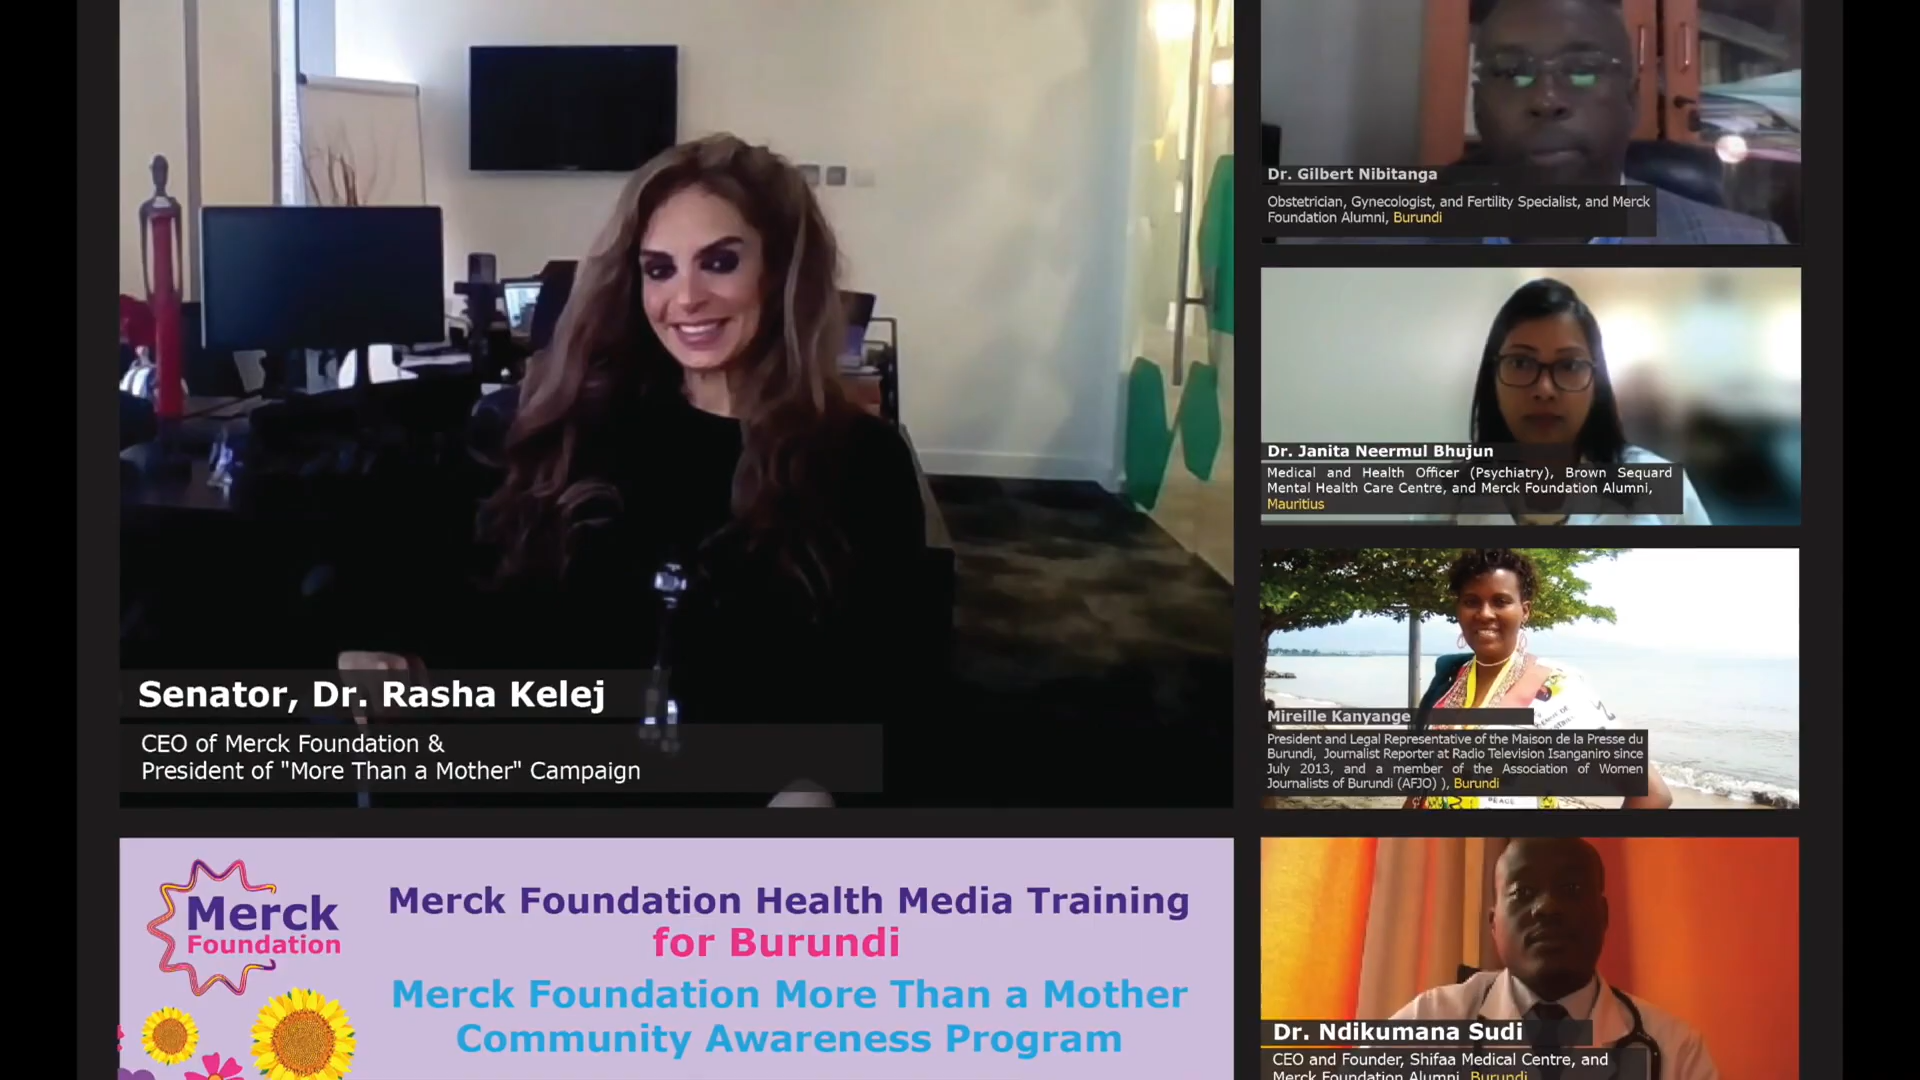 Senator, Dr. Rasha Kelej
CEO of Merck Foundation &
President of "More Than a Mother" Campaign
Dr. Gilbert Nibitanga
Obstetrician, Gynecologist, and Fertility Specialist, and Merck
Foundation Alumni, Burundi
Dr. Janita Neermul Bhujun
Medical and Health Officer (Psychiatry), Brown Sequard
Mental Health Care Centre, and Merck Foundation Alumni,
Mauritius
Mireille Kanyange
President and Legal Representative of the Maison de la Presse du
Burundi, Journalist Reporter at Radio Television Isanganiro since
July 2013, and a member of the Association of Women
Journalists of Burundi (AFJO) ), Burundi
PEACE
Dr. Ndikumana Sudi
CEO and Founder, Shifaa Medical Centre, and
Merck Foundation Alumni, Burundi
Merck
Foundation
Merck Foundation Health Media Training
for Burundi
Merck Foundation More Than a Mother
Community Awareness Program